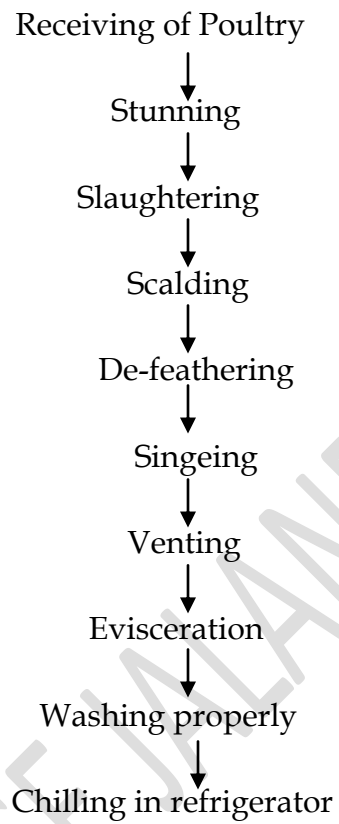 Receiving of Poultry
Stunning
Slaughtering
Scalding
De-feathering
Singeing
Venting
Evisceration
Washing properly
Chilling in refrigerator